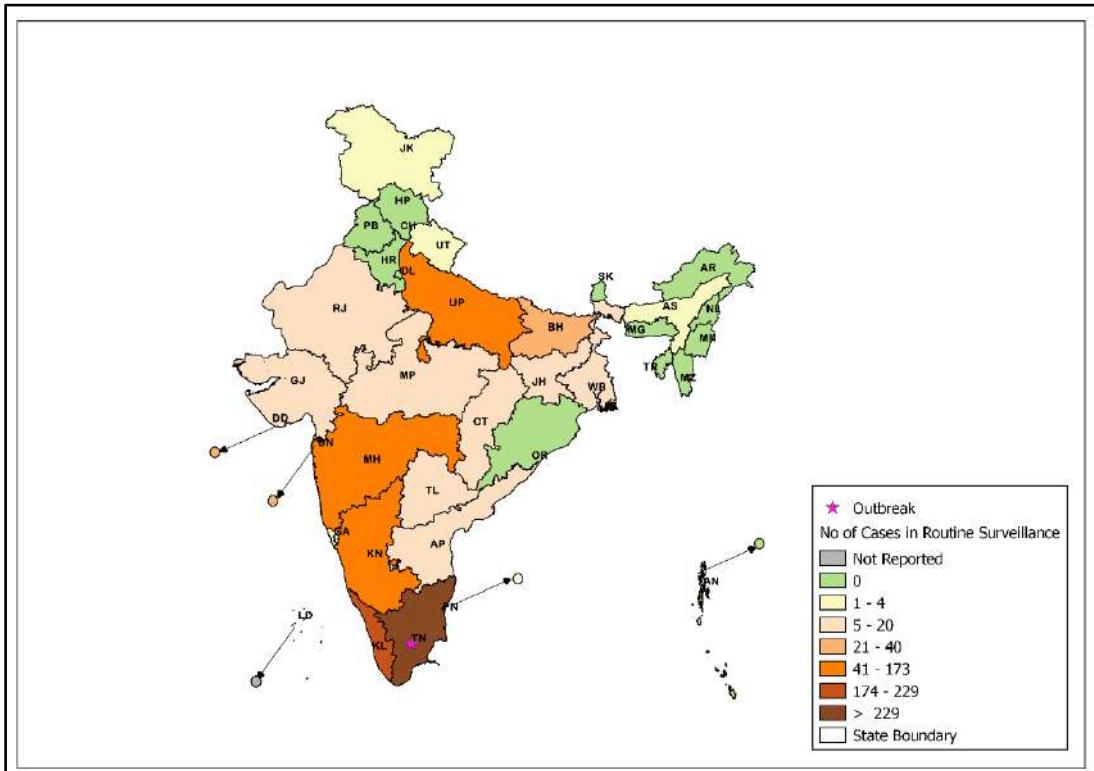 JK
HP
PB
CH
UT
HR
DL
SK
AR
RJ
UP
AS
NL
BH
MG
MN
TR
MZ
GJ
MP
JH
WB
CT
DD
DN
MH
OR
TL
GA
KN
AP
PN
AN
LD
TN
KL
Outbreak
No of Cases in Routine Surveillance
Not Reported
0
1 - 4
5 - 20
21 - 40
41 - 173
174 - 229
> 229
State Boundary